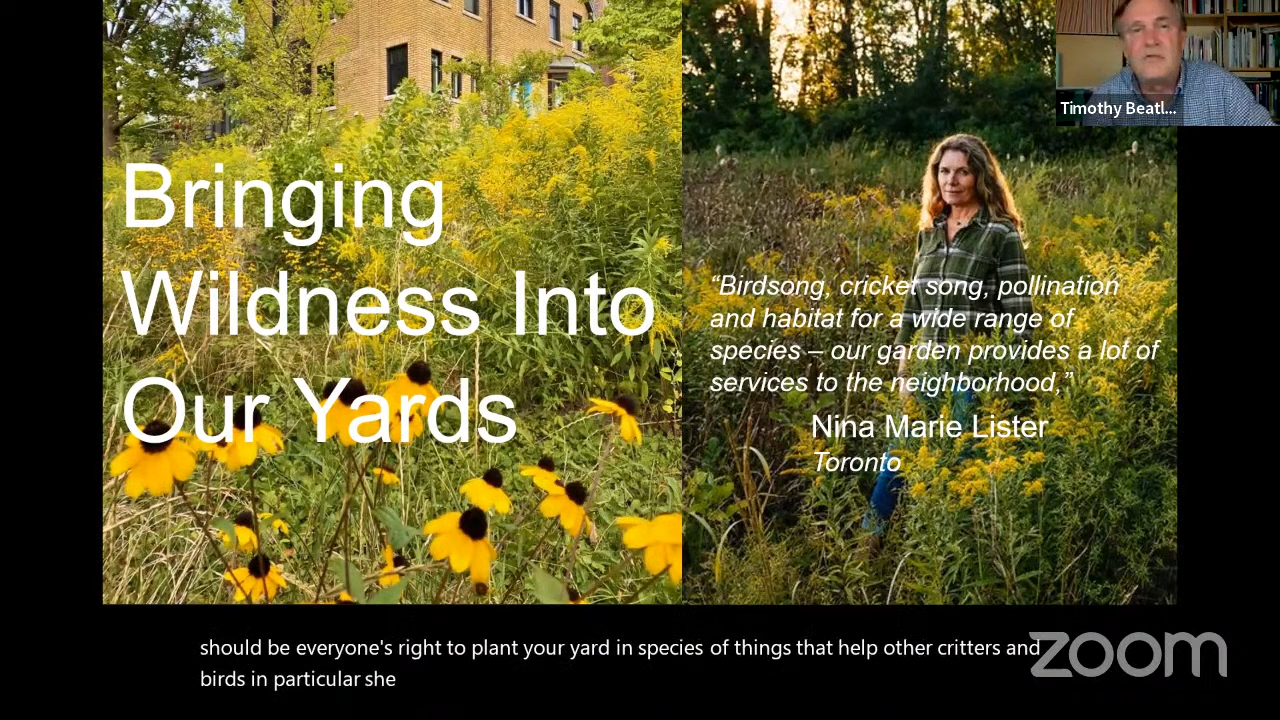 Timothy Beatl...
Bringing
Wildness Into
Our Yards
“Birdsong, cricket song, pollination
and habitat for a wide range of
species – our garden provides a lot of
services to the neighborhood,”
Nina Marie Lister
Toronto
should be everyone's right to plant your yard in species of things that help other critters and
birds in particular she
zoom